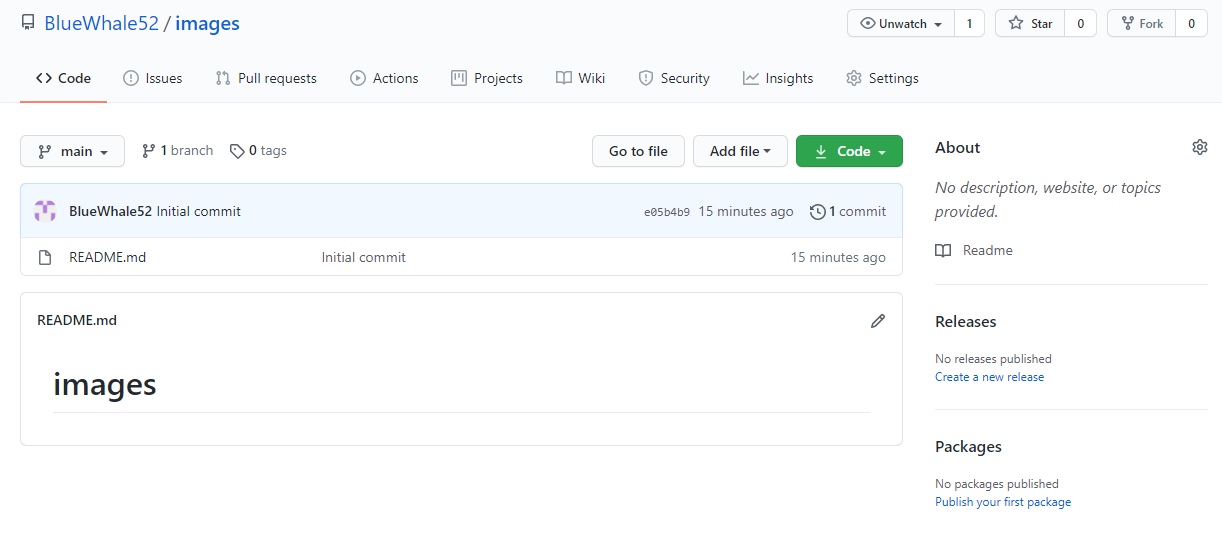 BlueWhale52 / images
Unwatch 1 Star 0 Fork 0
Code Issues Pull requests Actions Projects Wiki Security Insights Settings
main 1 branch 0 tags Go to file Add file Code
BlueWhale52 Initial commit e05b4b9 15 minutes ago 1 commit
README.md Initial commit 15 minutes ago
README.md
images
About
No description, website, or topics
provided.
Readme
Releases
No releases published
Create a new release
Packages
No packages published
Publish your first package